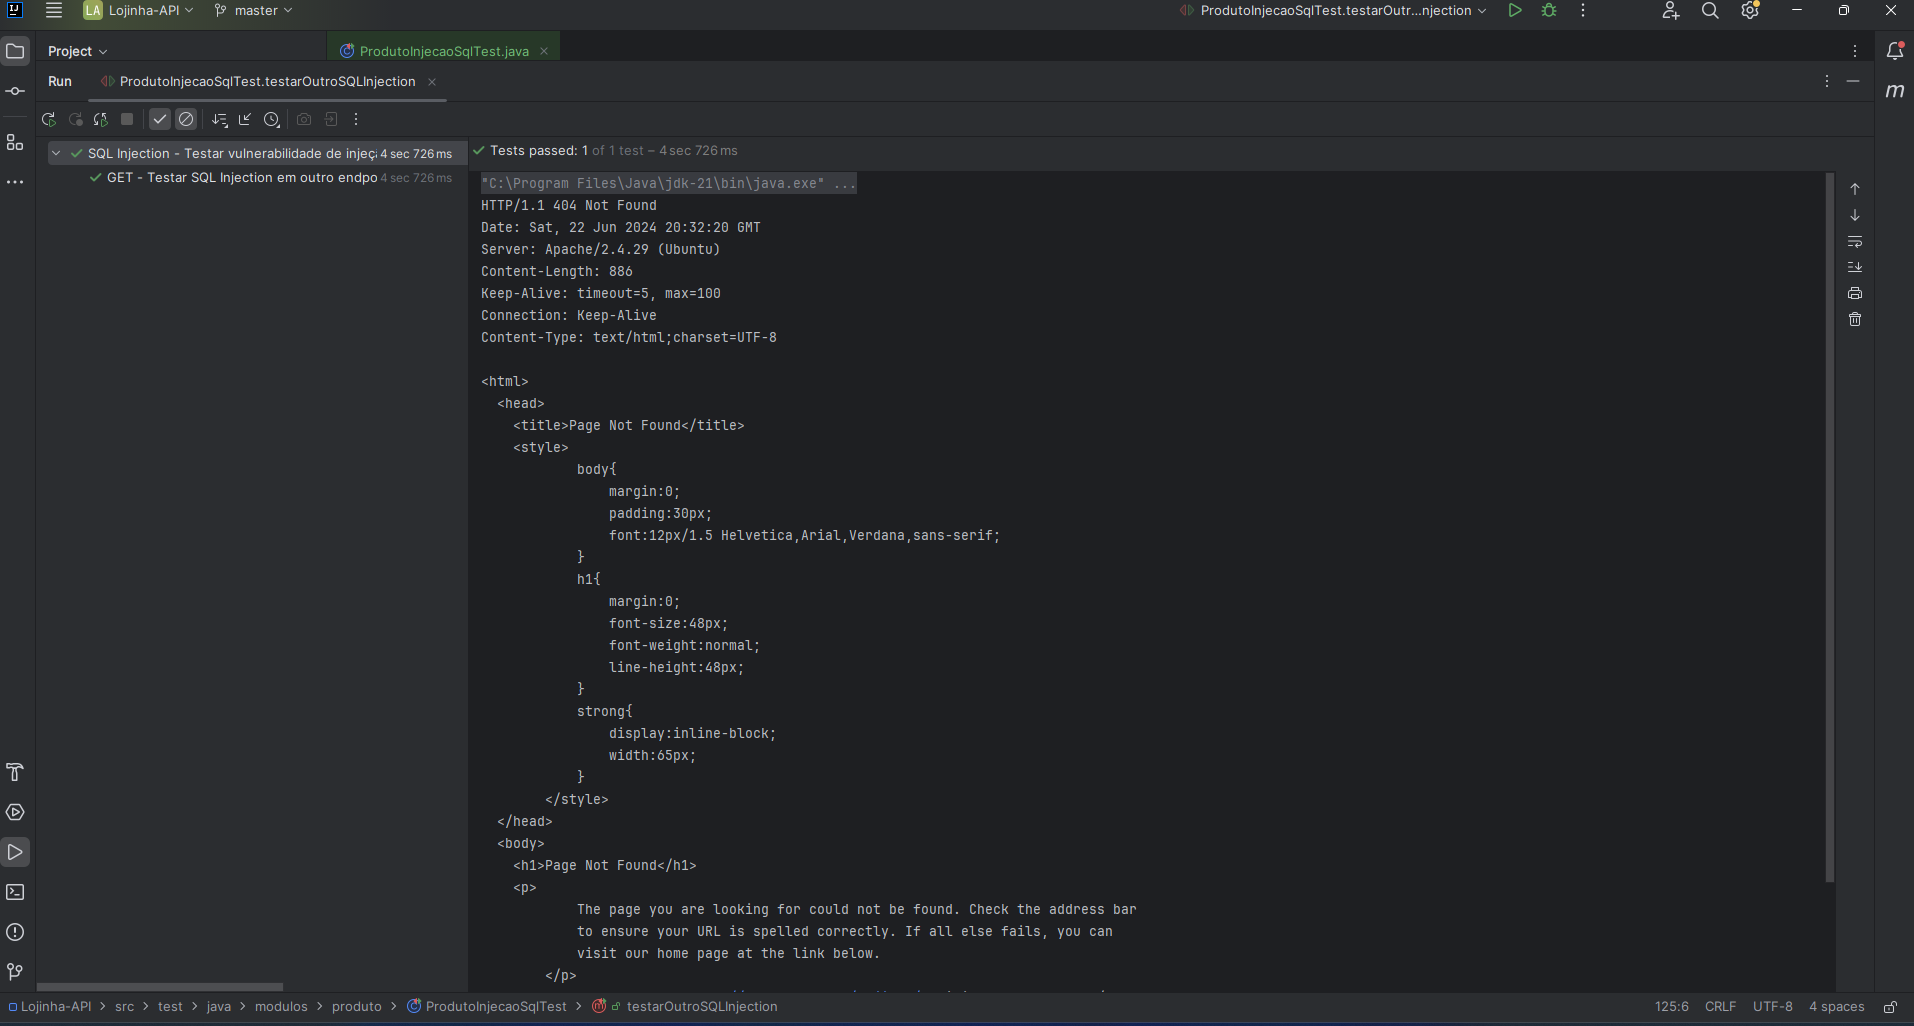 LA Lojinha-API master ProdutoInjecaoSqlTest.testarOutr...njection
Project ProdutoInjecaoSqlTest.java
Run ProdutoInjecaoSqlTest.testarOutroSQLInjection
SQL Injection - Testar vulnerabilidade de injeç 4 sec 726 ms
GET - Testar SQL Injection em outro endpo 4 sec 726 ms
Tests passed: 1 of 1 test – 4 sec 726 ms
"C:\Program Files\Java\jdk-21\bin\java.exe" ...
HTTP/1.1 404 Not Found
Date: Sat, 22 Jun 2024 20:32:20 GMT
Server: Apache/2.4.29 (Ubuntu)
Content-Length: 886
Keep-Alive: timeout=5, max=100
Connection: Keep-Alive
Content-Type: text/html;charset=UTF-8
<html>
<head>
<title>Page Not Found</title>
<style>
body{
margin:0;
padding:30px;
font:12px/1.5 Helvetica,Arial,Verdana,sans-serif;
}
h1{
margin:0;
font-size:48px;
font-weight:normal;
line-height:48px;
}
strong{
display:inline-block;
width:65px;
}
</style>
</head>
<body>
<h1>Page Not Found</h1>
<p>
The page you are looking for could not be found. Check the address bar
to ensure your URL is spelled correctly. If all else fails, you can
visit our home page at the link below.
</p>
Lojinha-API > src > test > java > modulos > produto > ProdutoInjecaoSqlTest > testarOutroSQLInjection
125:6 CRLF UTF-8 4 spaces